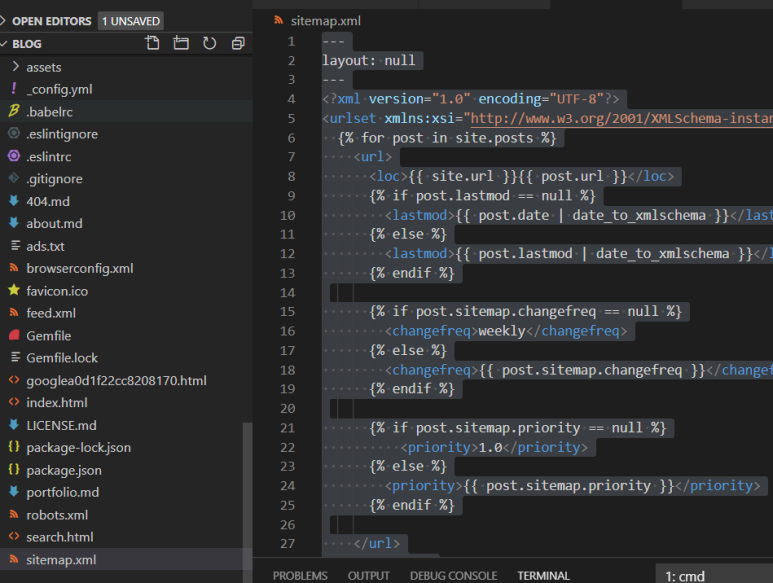 OPEN EDITORS 1 UNSAVED
BLOG
assets
_config.yml
.babelrc
.eslintignore
.eslintrc
.gitignore
404.md
about.md
ads.txt
browserconfig.xml
favicon.ico
feed.xml
Gemfile
Gemfile.lock
googlea0d1f22cc8208170.html
index.html
LICENSE.md
package-lock.json
package.json
portfolio.md
robots.xml
search.html
sitemap.xml
sitemap.xml
1 ---
2 layout: null
3 ---
4 <?xml version="1.0" encoding="UTF-8"?>
5 <urlset xmlns:xsi="http://www.w3.org/2001/XMLSchema-instan
6 {% for post in site.posts %}
7 <url>
8 <loc>{{ site.url }}{{ post.url }}</loc>
9 {% if post.lastmod == null %}
10 <lastmod>{{ post.date | date_to_xmlschema }}</last
11 {% else %}
12 <lastmod>{{ post.lastmod | date_to_xmlschema }}</l
13 {% endif %}
14
15 {% if post.sitemap.changefreq == null %}
16 <changefreq>weekly</changefreq>
17 {% else %}
18 <changefreq>{{ post.sitemap.changefreq }}</changef
19 {% endif %}
20
21 {% if post.sitemap.priority == null %}
22 <priority>1.0</priority>
23 {% else %}
24 <priority>{{ post.sitemap.priority }}</priority>
25 {% endif %}
26
27 </url>
PROBLEMS OUTPUT DEBUG CONSOLE TERMINAL 1: cmd